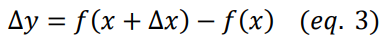 Δy = f(x + Δx) − f(x) (eq. 3)